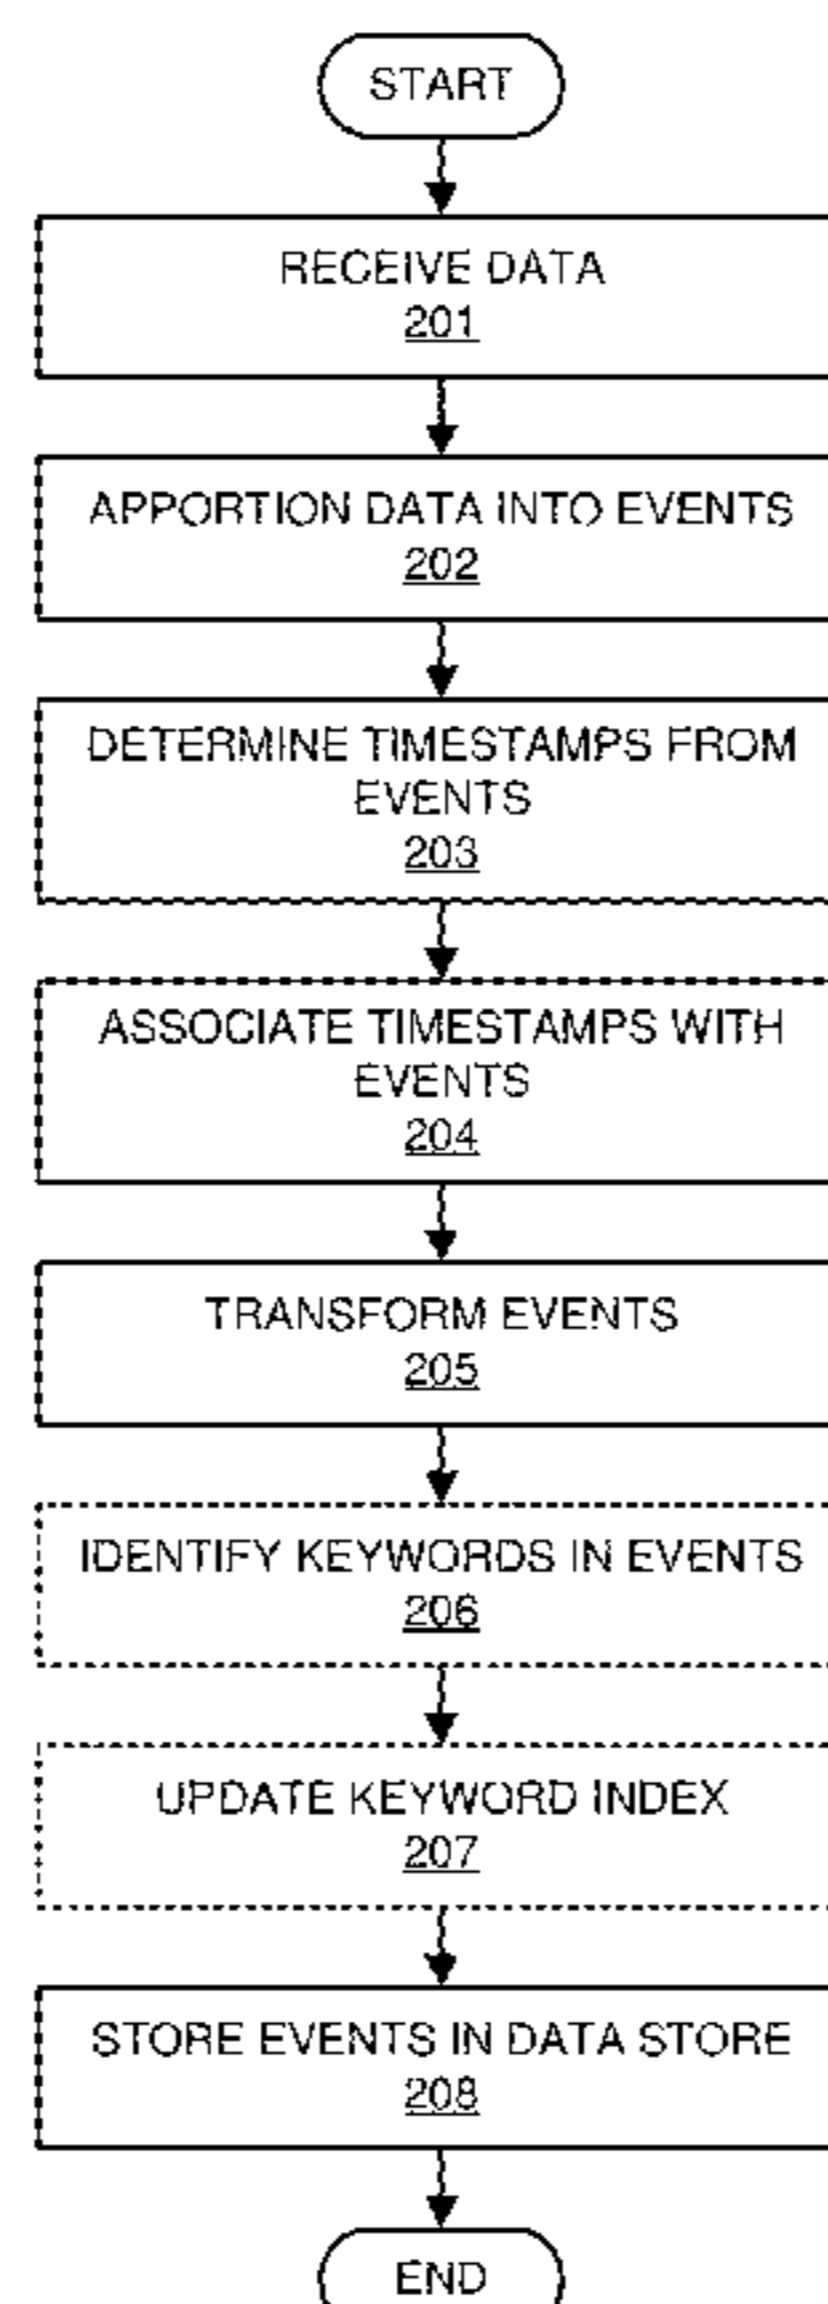 START
RECEIVE DATA
201
APPORTION DATA INTO EVENTS
202
DETERMINE TIMESTAMPS FROM
EVENTS
203
ASSOCIATE TIMESTAMPS WITH
EVENTS
204
TRANSFORM EVENTS
205
IDENTIFY KEYWORDS IN EVENTS
206
UPDATE KEYWORD INDEX
207
STORE EVENTS IN DATA STORE
208
END